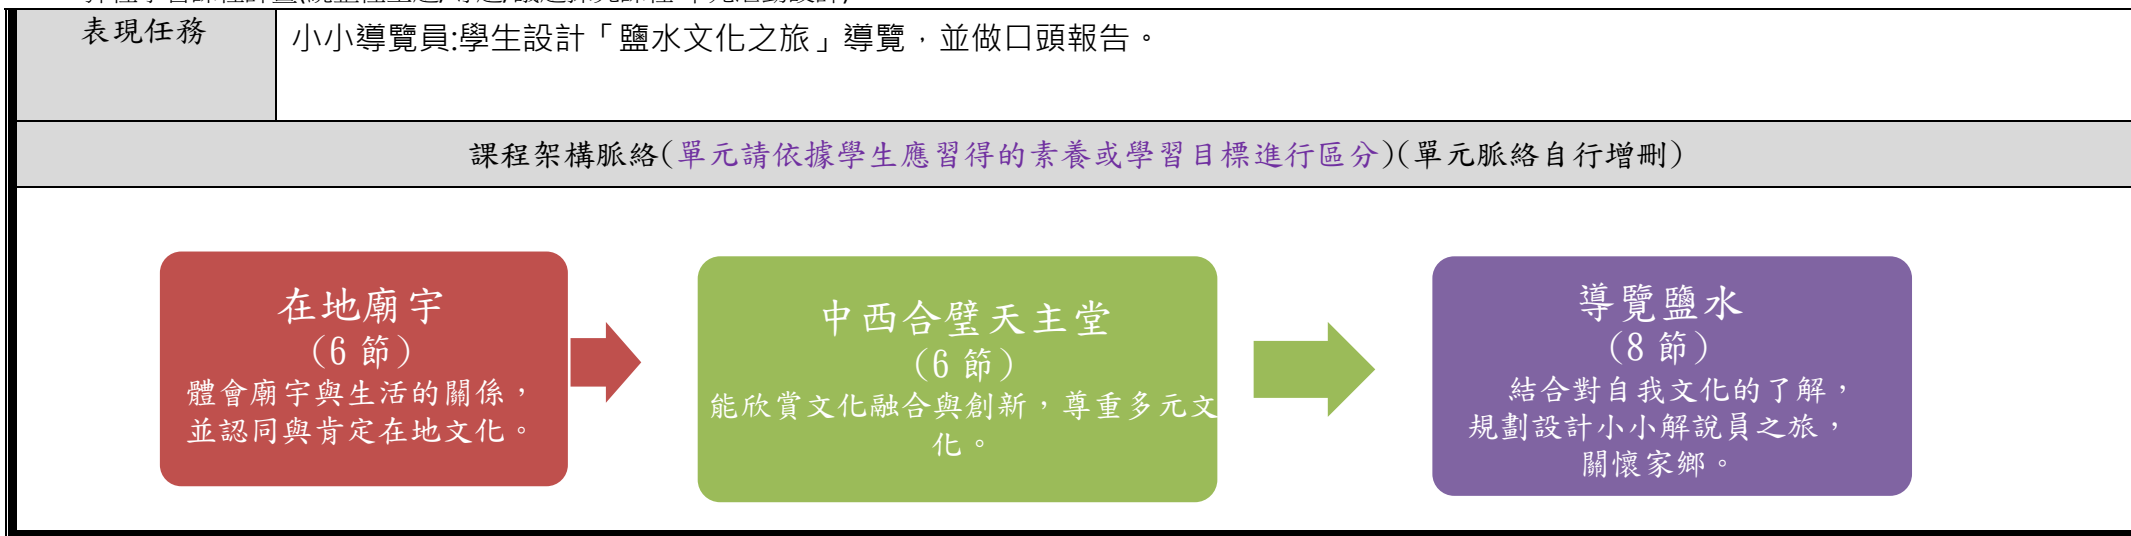 表現任務
小小導覽員:學生設計「鹽水文化之旅」導覽，並做口頭報告。
課程架構脈絡(單元請依據學生應習得的素養或學習目標進行區分)(單元脈絡自行增刪)
在地廟宇
(6 節)
體會廟宇與生活的關係，
並認同與肯定在地文化。
中西合璧天主堂
(6 節)
能欣賞文化融合與創新，尊重多元文
化。
導覽鹽水
(8 節)
結合對自我文化的了解，
規劃設計小小解說員之旅，
關懷家鄉。